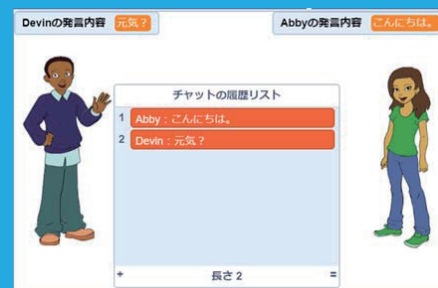 Devinの発言内容 元気？
Abbyの発言内容 こんにちは。
チャットの履歴リスト
1 Abby：こんにちは。
2 Devin：元気？
+ 長さ 2 =